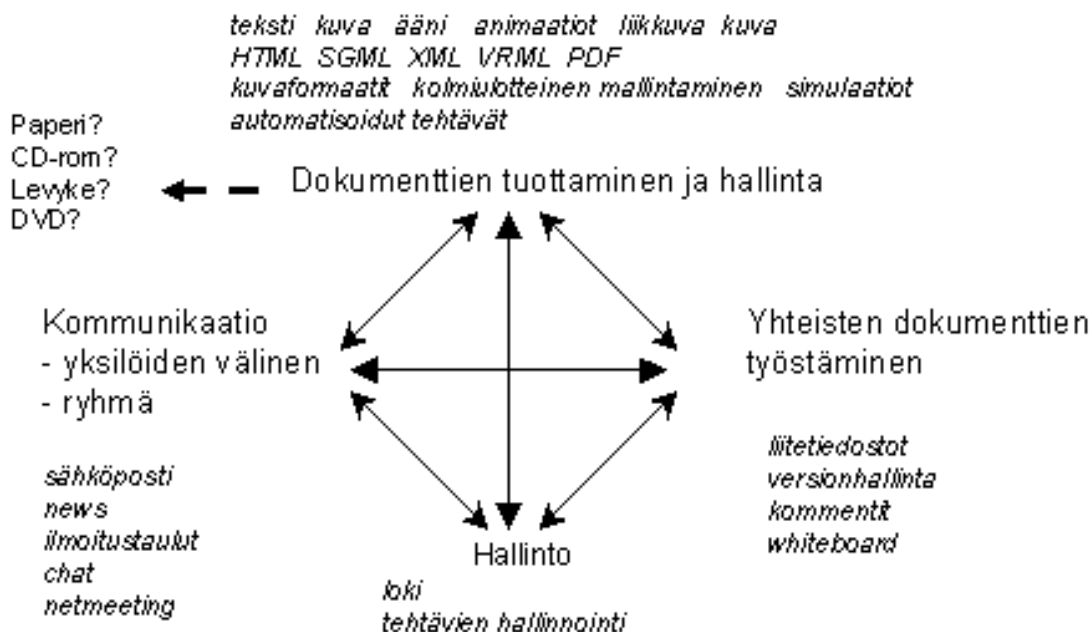 teksti kuva ääni animaatiot liikkuva kuva
HTML SGML XML VRML PDF
kuvaformaatit kolmiulotteinen mallintaminen simulaatiot
automatisoidut tehtävät
Paperi?
CD-rom?
Levyke?
DVD?
Dokumenttien tuottaminen ja hallinta
Kommunikaatio
- yksilöiden välinen
- ryhmä
Yhteisten dokumenttien
työstäminen
sähköposti
news
ilmoitustaulut
chat
netmeeting
liitetiedostot
versionhallinta
kommentit
whiteboard
Hallinto
loki
tehtävien hallinnointi